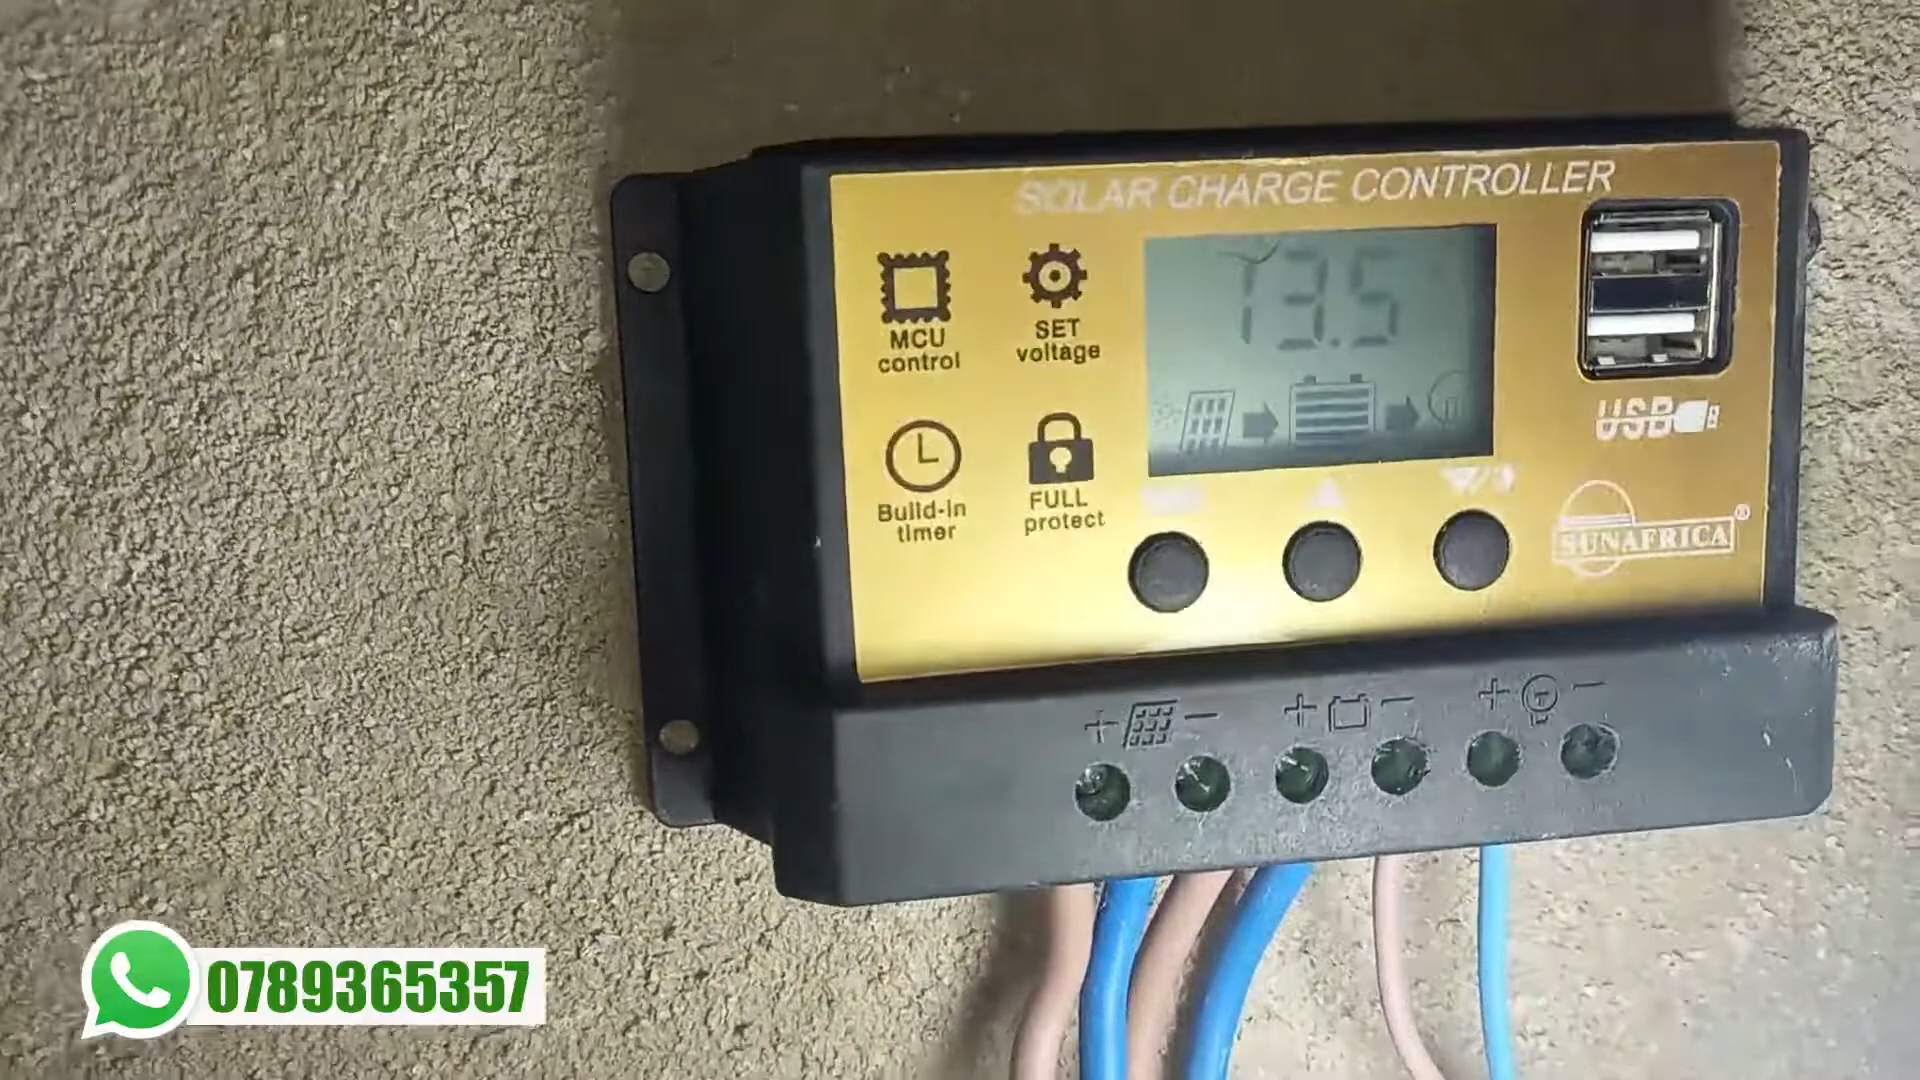 SOLAR CHARGE CONTROLLER
MCU
control
SET
voltage
13.5
Build-in
timer
FULL
protect
USB
SUNAFRICA®
+ -
+ -
+ -
0789365357